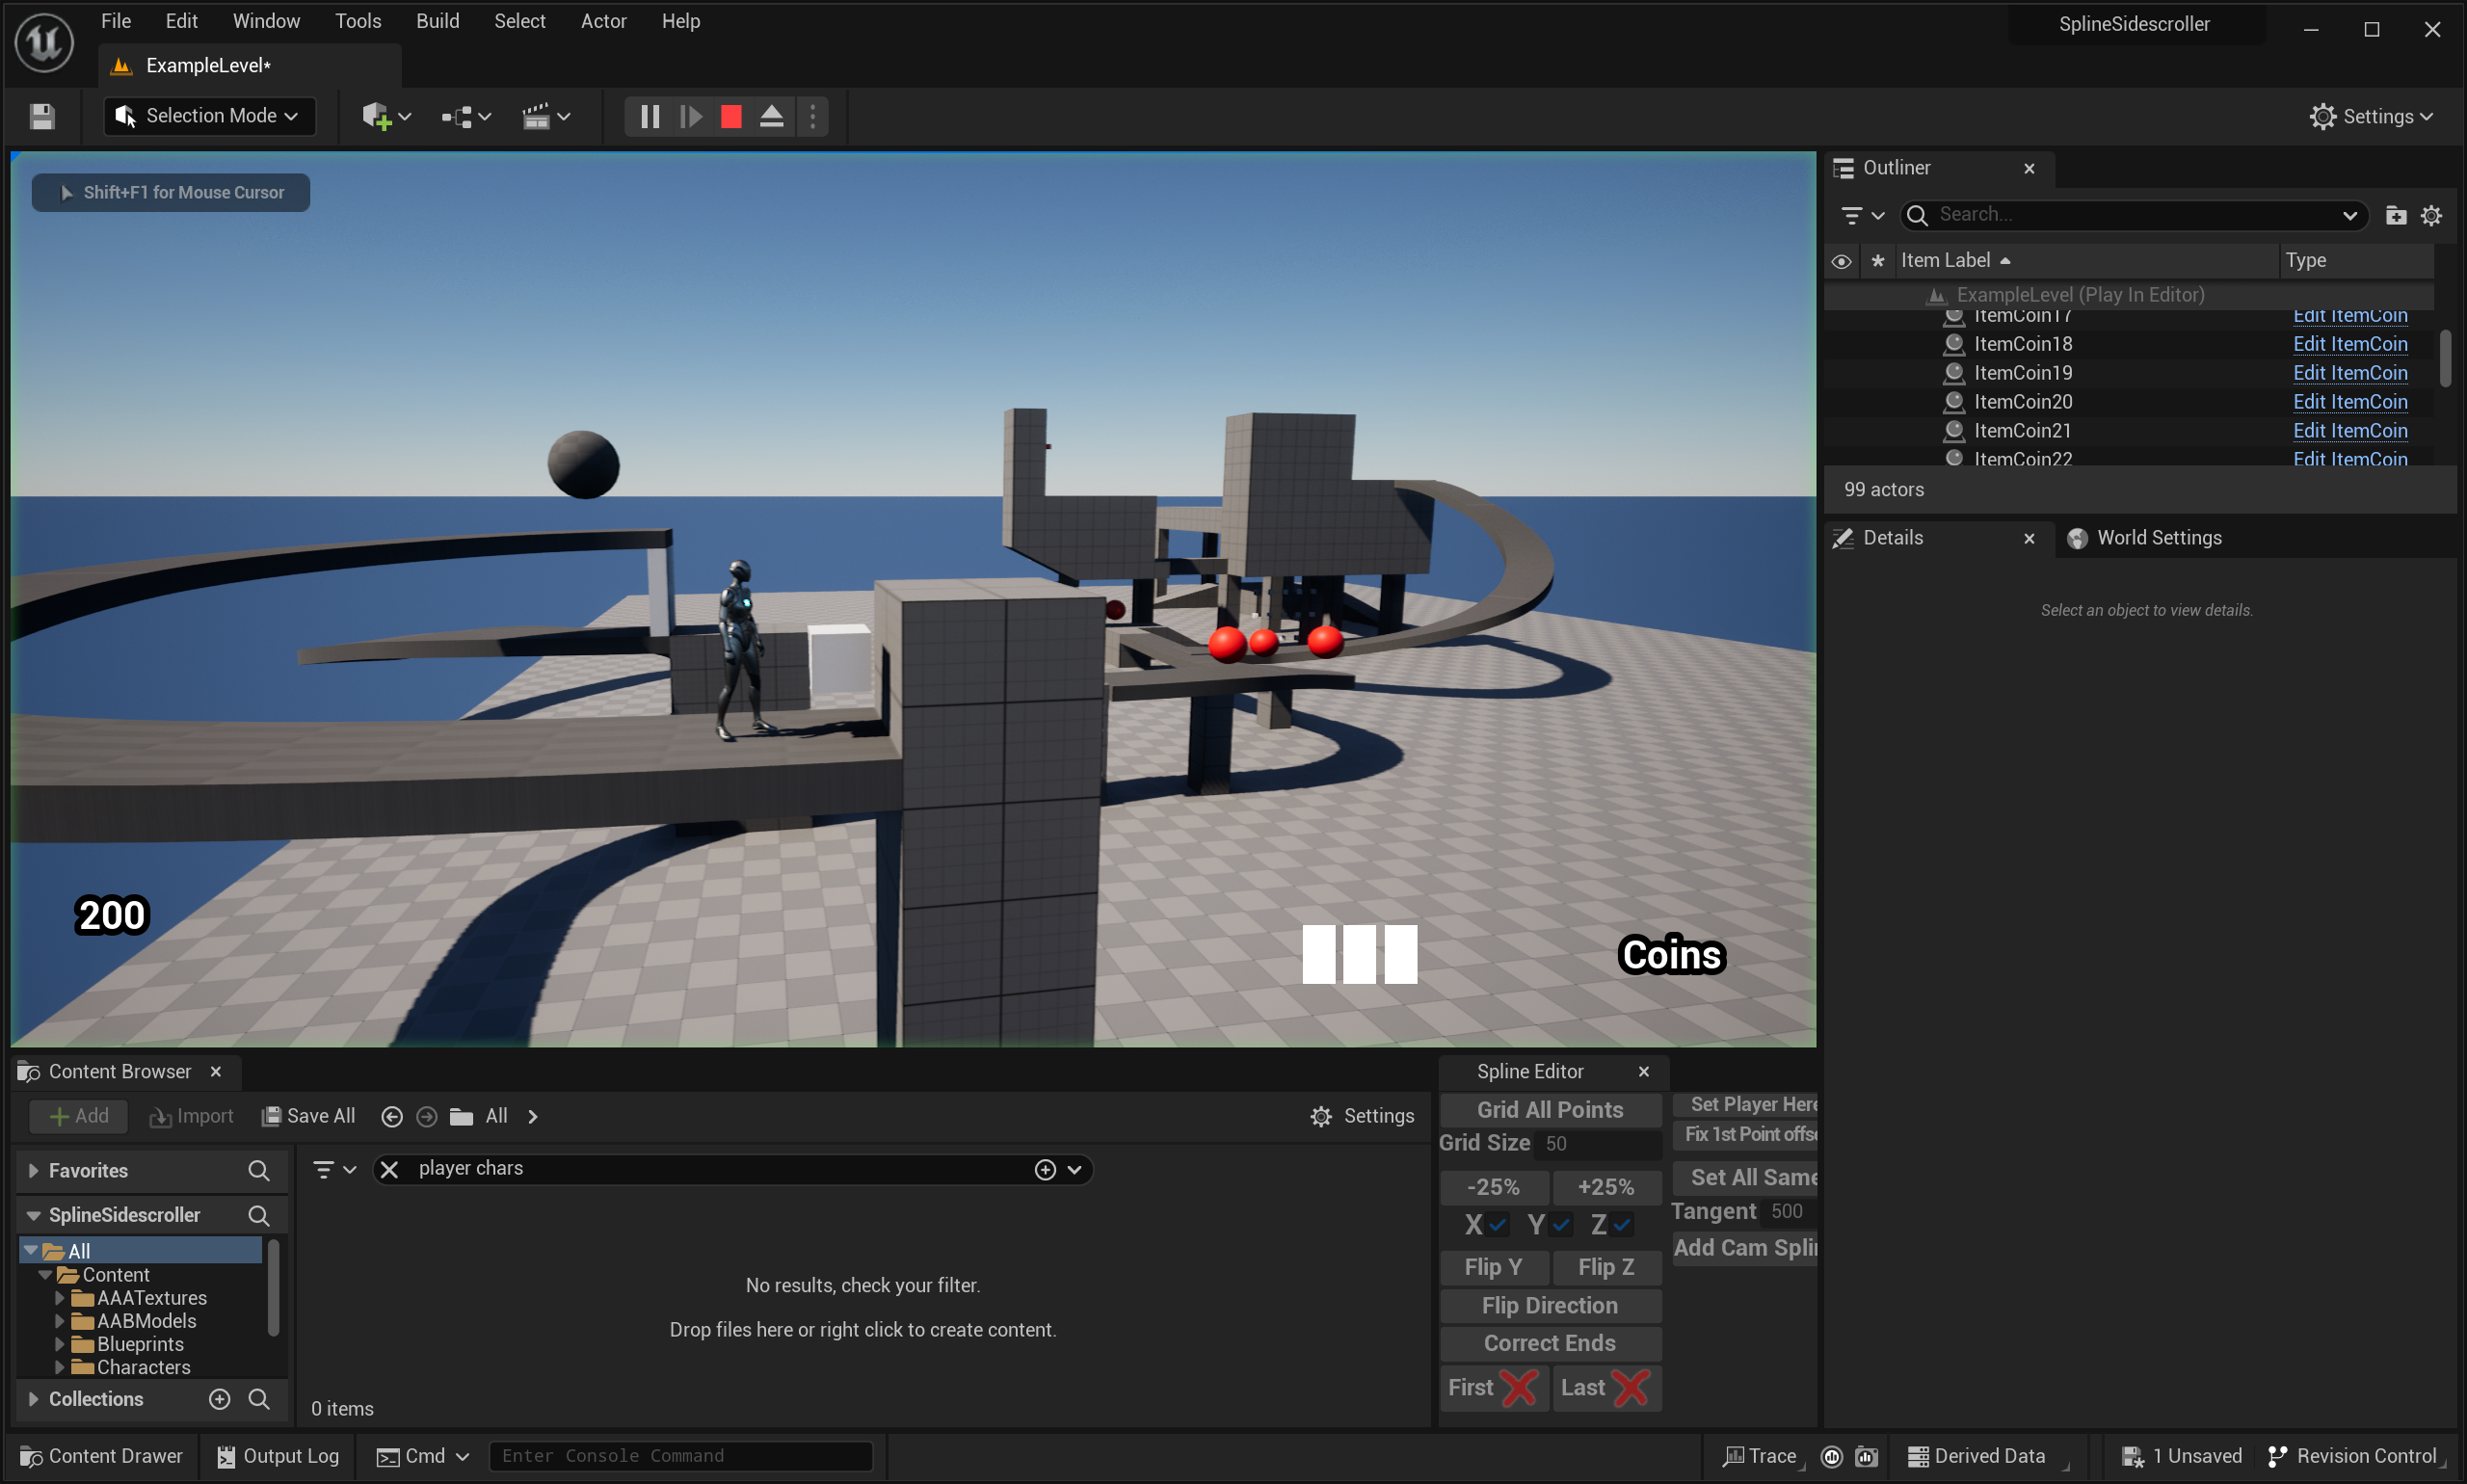 File Edit Window Tools Build Select Actor Help
SplineSidescroller
ExampleLevel*
Selection Mode
Settings
Shift+F1 for Mouse Cursor
200
Coins
Outliner
Search...
Item Label
Type
ExampleLevel (Play In Editor)
ItemCoin17 Edit ItemCoin
ItemCoin18 Edit ItemCoin
ItemCoin19 Edit ItemCoin
ItemCoin20 Edit ItemCoin
ItemCoin21 Edit ItemCoin
ItemCoin22 Edit ItemCoin
99 actors
Details
World Settings
Select an object to view details.
Content Browser
Add Import Save All All
Settings
Favorites
SplineSidescroller
All
Content
AAATextures
AABModels
Blueprints
Characters
Collections
player chars
No results, check your filter.
Drop files here or right click to create content.
0 items
Spline Editor
Grid All Points
Grid Size 50
-25% +25%
X Y Z
Flip Y Flip Z
Flip Direction
Correct Ends
First Last
Set Player Here
Fix 1st Point offse
Set All Same
Tangent 500
Add Cam Splin
Content Drawer Output Log Cmd Enter Console Command
Trace Derived Data 1 Unsaved Revision Control